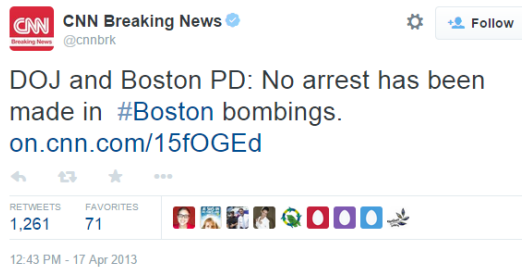 CNN
Breaking News
CNN Breaking News
@cnnbrk
Follow
DOJ and Boston PD: No arrest has been
made in #Boston bombings.
on.cnn.com/15fOGEd
RETWEETS
1,261
FAVORITES
71
12:43 PM - 17 Apr 2013